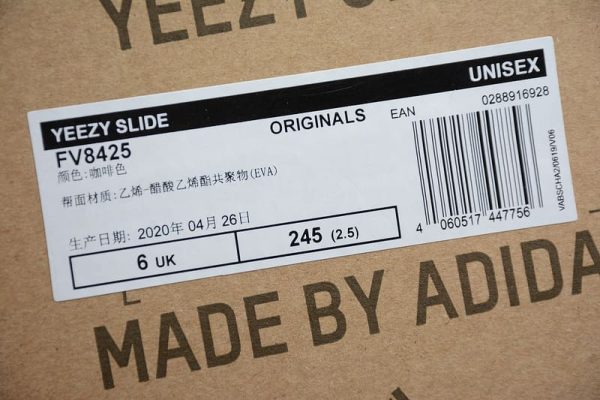 YEEZY SLIDE UNISEX
FV8425 ORIGINALS EAN 0288916928
颜色:咖啡色
帮面材质:乙烯-醋酸乙烯酯共聚物(EVA)
生产日期: 2020年 04月 26日
6 UK 245 (2.5)
4 060517 447756
VABSCHA2/0619/V06
MADE BY ADIDA